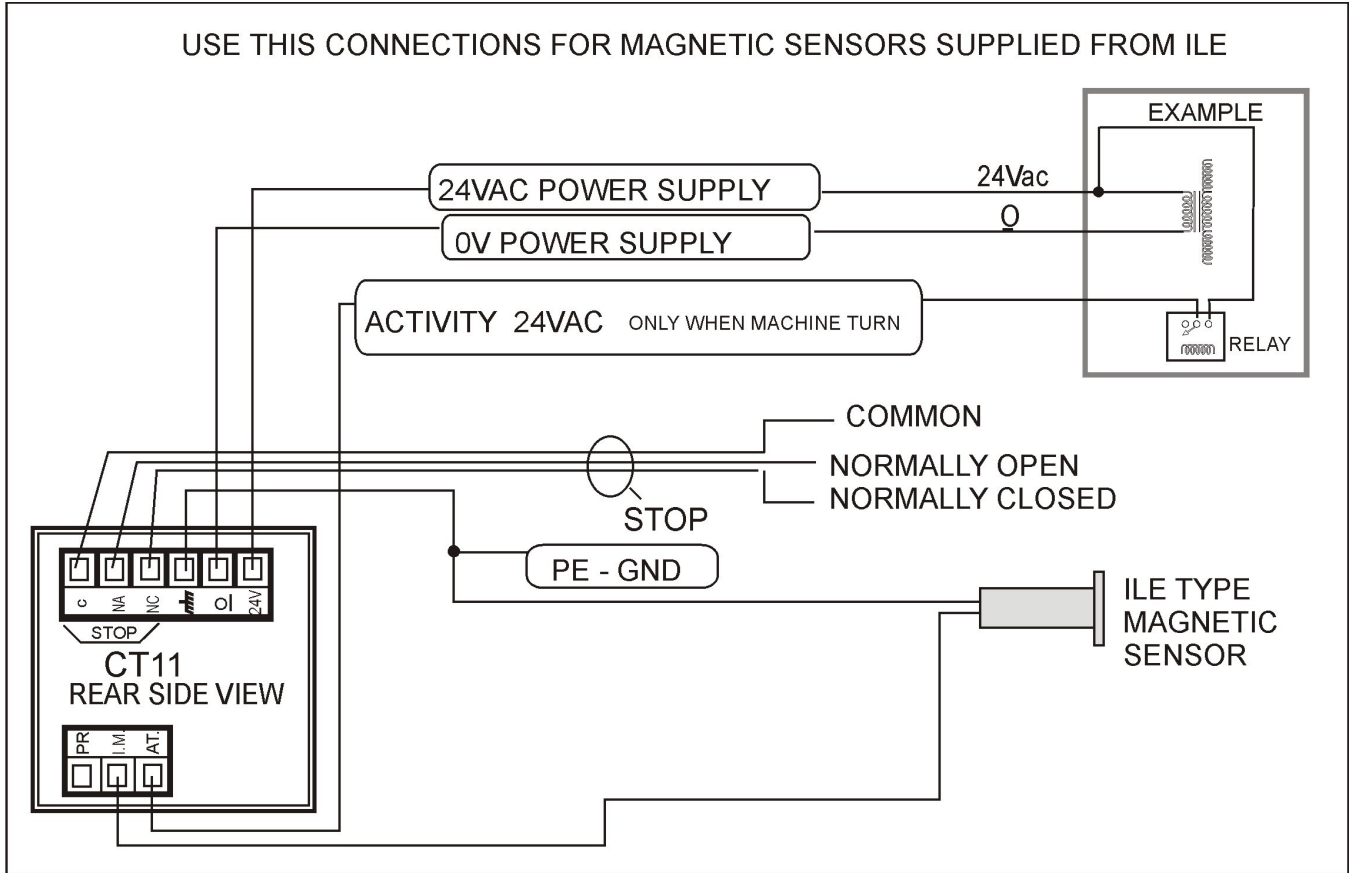 USE THIS CONNECTIONS FOR MAGNETIC SENSORS SUPPLIED FROM ILE
EXAMPLE
24VAC POWER SUPPLY
24Vac
0V POWER SUPPLY
O
ACTIVITY 24VAC ONLY WHEN MACHINE TURN
RELAY
COMMON
NORMALLY OPEN
NORMALLY CLOSED
STOP
PE - GND
ILE TYPE
MAGNETIC
SENSOR
C NA NC O 24V
STOP
CT11
REAR SIDE VIEW
PR I.M. AT.